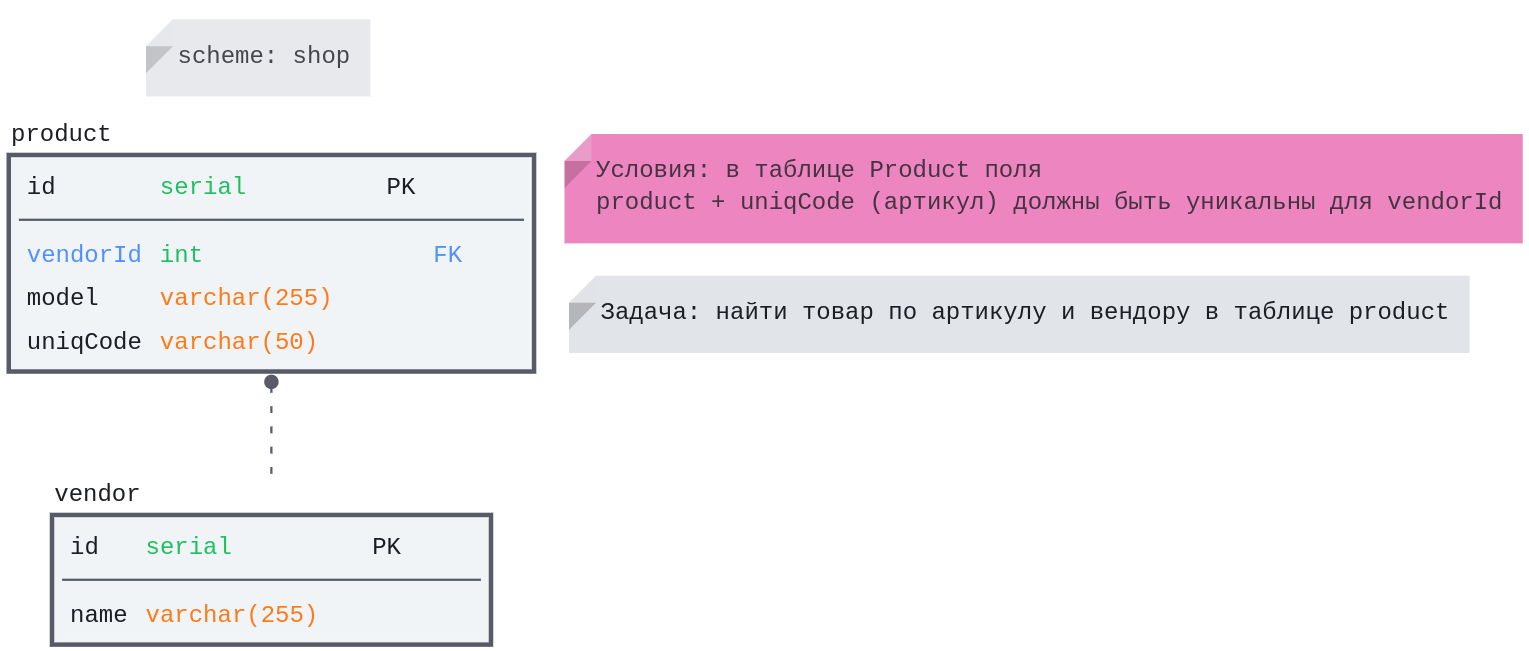 scheme: shop
product
id serial PK
vendorId int FK
model varchar(255)
uniqCode varchar(50)
Условия: в таблице Product поля
product + uniqCode (артикул) должны быть уникальны для vendorId
Задача: найти товар по артикулу и вендору в таблице product
vendor
id serial PK
name varchar(255)